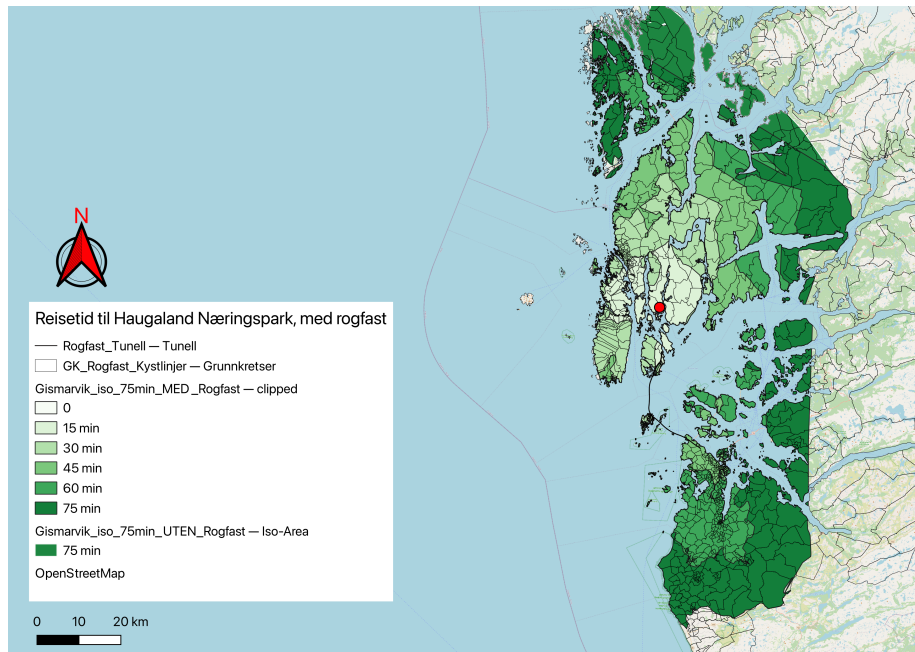 N
Reisetid til Haugaland Næringspark, med rogfast
Rogfast_Tunell — Tunell
GK_Rogfast_Kystlinjer — Grunnkretser
Gismarvik_iso_75min_MED_Rogfast — clipped
0
15 min
30 min
45 min
60 min
75 min
Gismarvik_iso_75min_UTEN_Rogfast — Iso-Area
75 min
OpenStreetMap
0 10 20 km